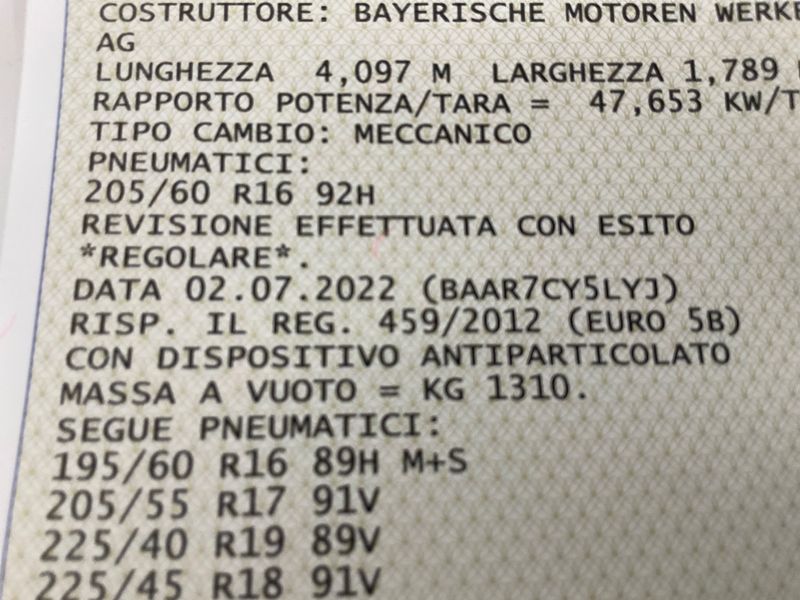 COSTRUTTORE: BAYERISCHE MOTOREN WERKE
AG
LUNGHEZZA 4,097 M LARGHEZZA 1,789
RAPPORTO POTENZA/TARA = 47,653 KW/T
TIPO CAMBIO: MECCANICO
PNEUMATICI:
205/60 R16 92H
REVISIONE EFFETTUATA CON ESITO
*REGOLARE*.
DATA 02.07.2022 (BAAR7CY5LYJ)
RISP. IL REG. 459/2012 (EURO 5B)
CON DISPOSITIVO ANTIPARTICOLATO
MASSA A VUOTO = KG 1310.
SEGUE PNEUMATICI:
195/60 R16 89H M+S
205/55 R17 91V
225/40 R19 89V
225/45 R18 91V